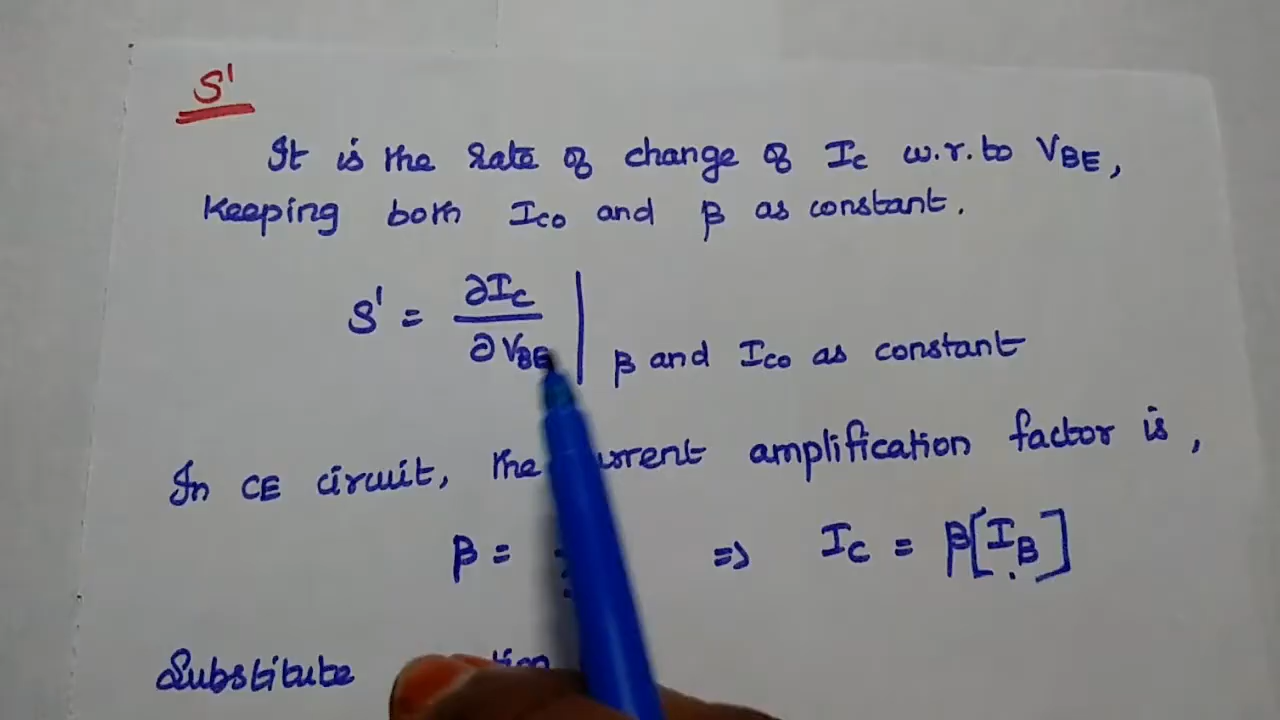 S'
It is the rate of change of Ic w.r.to VBE,
Keeping both Ico and β as constant.
S' = ∂Ic / ∂VBE | β and Ico as constant
In CE circuit, the current amplification factor is,
β = => Ic = β[IB]
Substitute